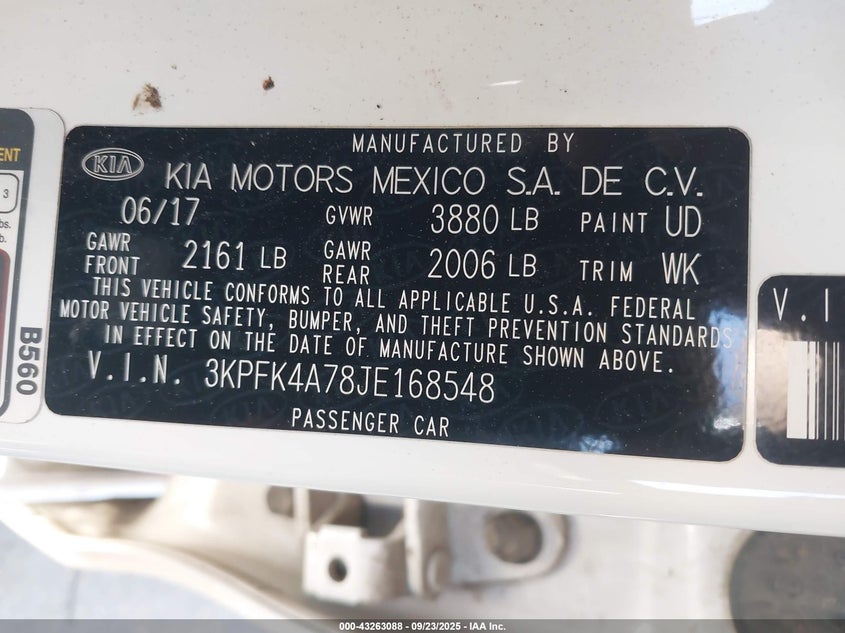 MANUFACTURED BY
KIA KIA MOTORS MEXICO S.A. DE C.V.
06/17 GVWR 3880 LB PAINT UD
GAWR FRONT 2161 LB GAWR REAR 2006 LB TRIM WK
THIS VEHICLE CONFORMS TO ALL APPLICABLE U.S.A. FEDERAL
MOTOR VEHICLE SAFETY, BUMPER, AND THEFT PREVENTION STANDARDS
IN EFFECT ON THE DATE OF MANUFACTURE SHOWN ABOVE.
V.I.N. 3KPFK4A78JE168548
PASSENGER CAR
B560
3
V.I
000-43263088 - 09/23/2025 - IAA Inc.